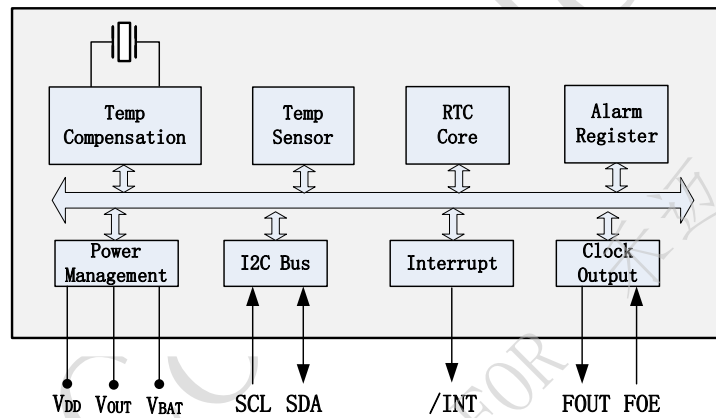 Temp
Compensation
Temp
Sensor
RTC
Core
Alarm
Register
Power
Management
I2C Bus
Interrupt
Clock
Output
VDD VOUT VBAT SCL SDA /INT FOUT FOE
FOR